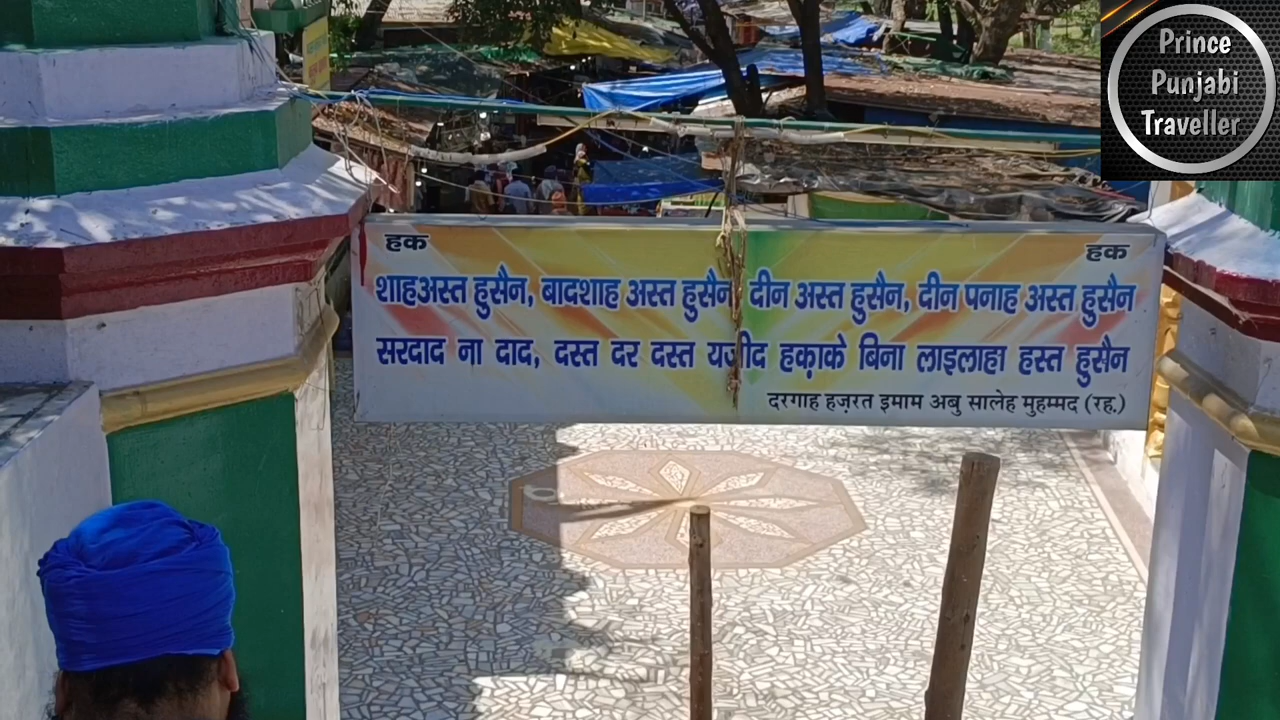 Prince
Punjabi
Traveller
हक हक
शाहअस्त हुसैन, बादशाह अस्त हुसैन दीन अस्त हुसैन, दीन पनाह अस्त हुसैन
सरदाद ना दाद, दस्त दर दस्त यजीद हक़ाके बिना लाइलाहा हस्त हुसैन
दरगाह हज़रत इमाम अबु सालेह मुहम्मद (रह.)